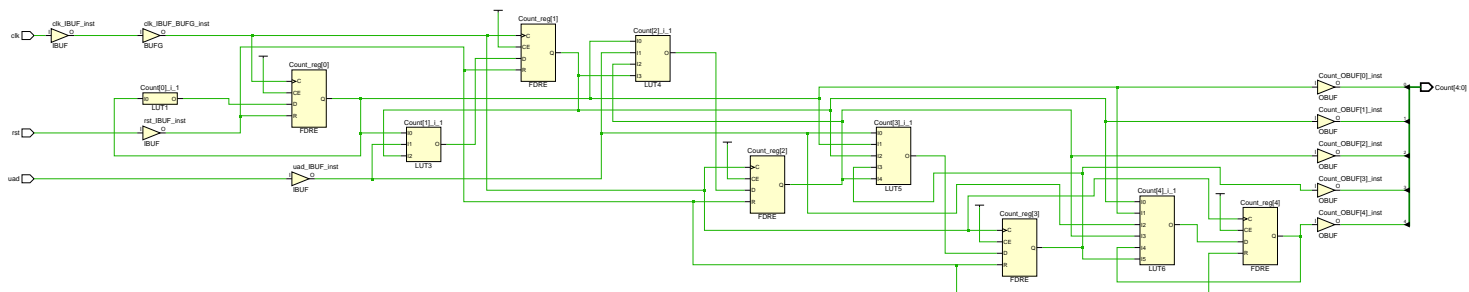 clk
clk_IBUF_inst
I
O
IBUF
clk_IBUF_BUFG_inst
I
O
BUFG
Count[0]_i_1
I0
O
LUT1
rst
rst_IBUF_inst
I
O
IBUF
uad
uad_IBUF_inst
I
O
IBUF
Count_reg[0]
C
CE
D
R
Q
FDRE
Count[1]_i_1
I0
I1
I2
O
LUT3
Count_reg[1]
C
CE
D
R
Q
FDRE
Count[2]_i_1
I0
I1
I2
I3
O
LUT4
Count_reg[2]
C
CE
D
R
Q
FDRE
Count[3]_i_1
I0
I1
I2
I3
I4
O
LUT5
Count_reg[3]
C
CE
D
R
Q
FDRE
Count[4]_i_1
I0
I1
I2
I3
I4
I5
O
LUT6
Count_reg[4]
C
CE
D
R
Q
FDRE
Count_OBUF[0]_inst
I
O
OBUF
Count_OBUF[1]_inst
I
O
OBUF
Count_OBUF[2]_inst
I
O
OBUF
Count_OBUF[3]_inst
I
O
OBUF
Count_OBUF[4]_inst
I
O
OBUF
Count[4:0]